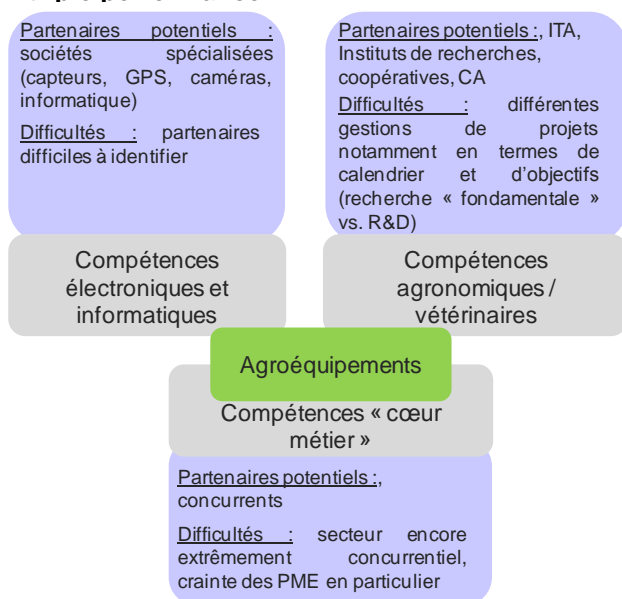 Partenaires potentiels :
sociétés spécialisées
(capteurs, GPS, caméras,
informatique)
Difficultés : partenaires
difficiles à identifier
Compétences
électroniques et
informatiques
Partenaires potentiels :, ITA,
Instituts de recherches,
coopératives, CA
Difficultés : différentes
gestions de projets
notamment en termes de
calendrier et d'objectifs
(recherche « fondamentale »
vs. R&D)
Compétences
agronomiques /
vétérinaires
Agroéquipements
Compétences « cœur
métier »
Partenaires potentiels :,
concurrents
Difficultés : secteur encore
extrêmement concurrentiel,
crainte des PME en particulier